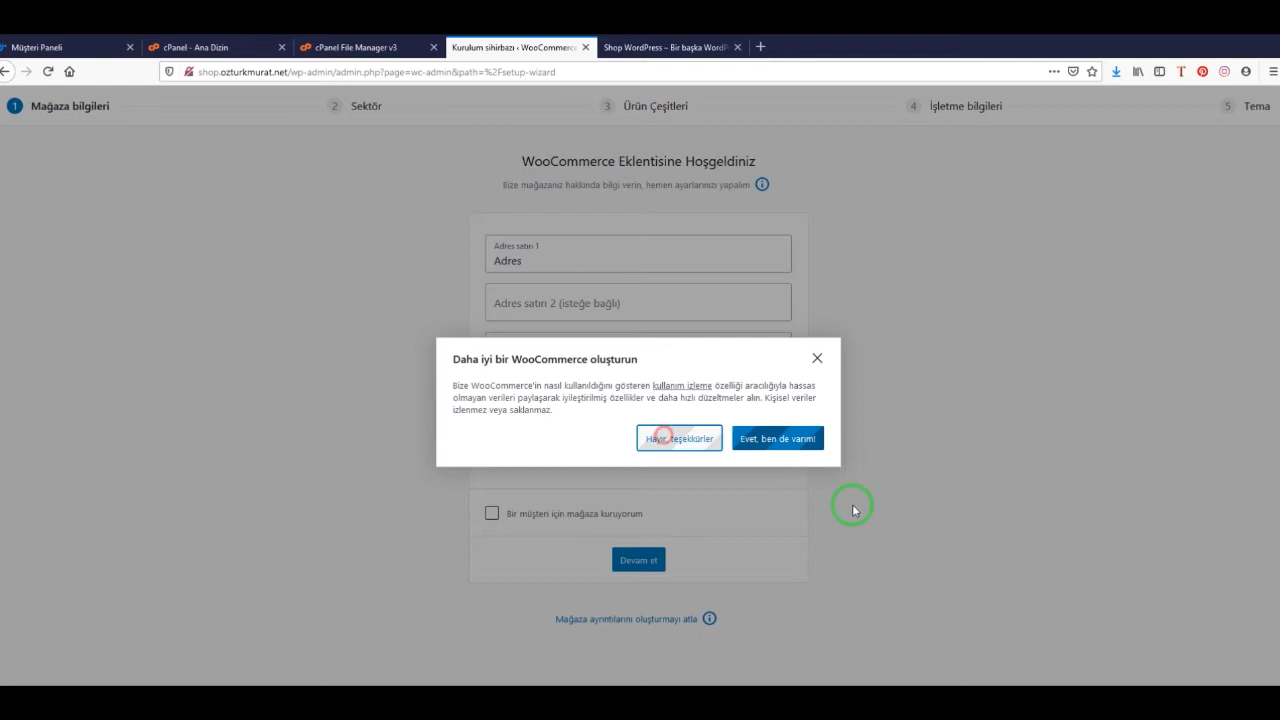 Müşteri Paneli
cPanel - Ana Dizin
cPanel File Manager v3
Kurulum sihirbazı ‹ WooCommerce
Shop WordPress – Bir başka WordP
shop.ozturkmurat.net/wp-admin/admin.php?page=wc-admin&path=%2Fsetup-wizard
1 Mağaza bilgileri
2 Sektör
3 Ürün Çeşitleri
4 İşletme bilgileri
5 Tema
WooCommerce Eklentisine Hoşgeldiniz
Bize mağazanız hakkında bilgi verin, hemen ayarlarınızı yapalım
Adres satırı 1
Adres
Adres satırı 2 (isteğe bağlı)
Daha iyi bir WooCommerce oluşturun
Bize WooCommerce'in nasıl kullanıldığını gösteren kullanım izleme özelliği aracılığıyla hassas
olmayan verileri paylaşarak iyileştirilmiş özellikler ve daha hızlı düzeltmeler alın. Kişisel veriler
izlenmez veya saklanmaz.
Hayır, teşekkürler
Evet, ben de varım!
Bir müşteri için mağaza kuruyorum
Devam et
Mağaza ayrıntılarını oluşturmayı atla